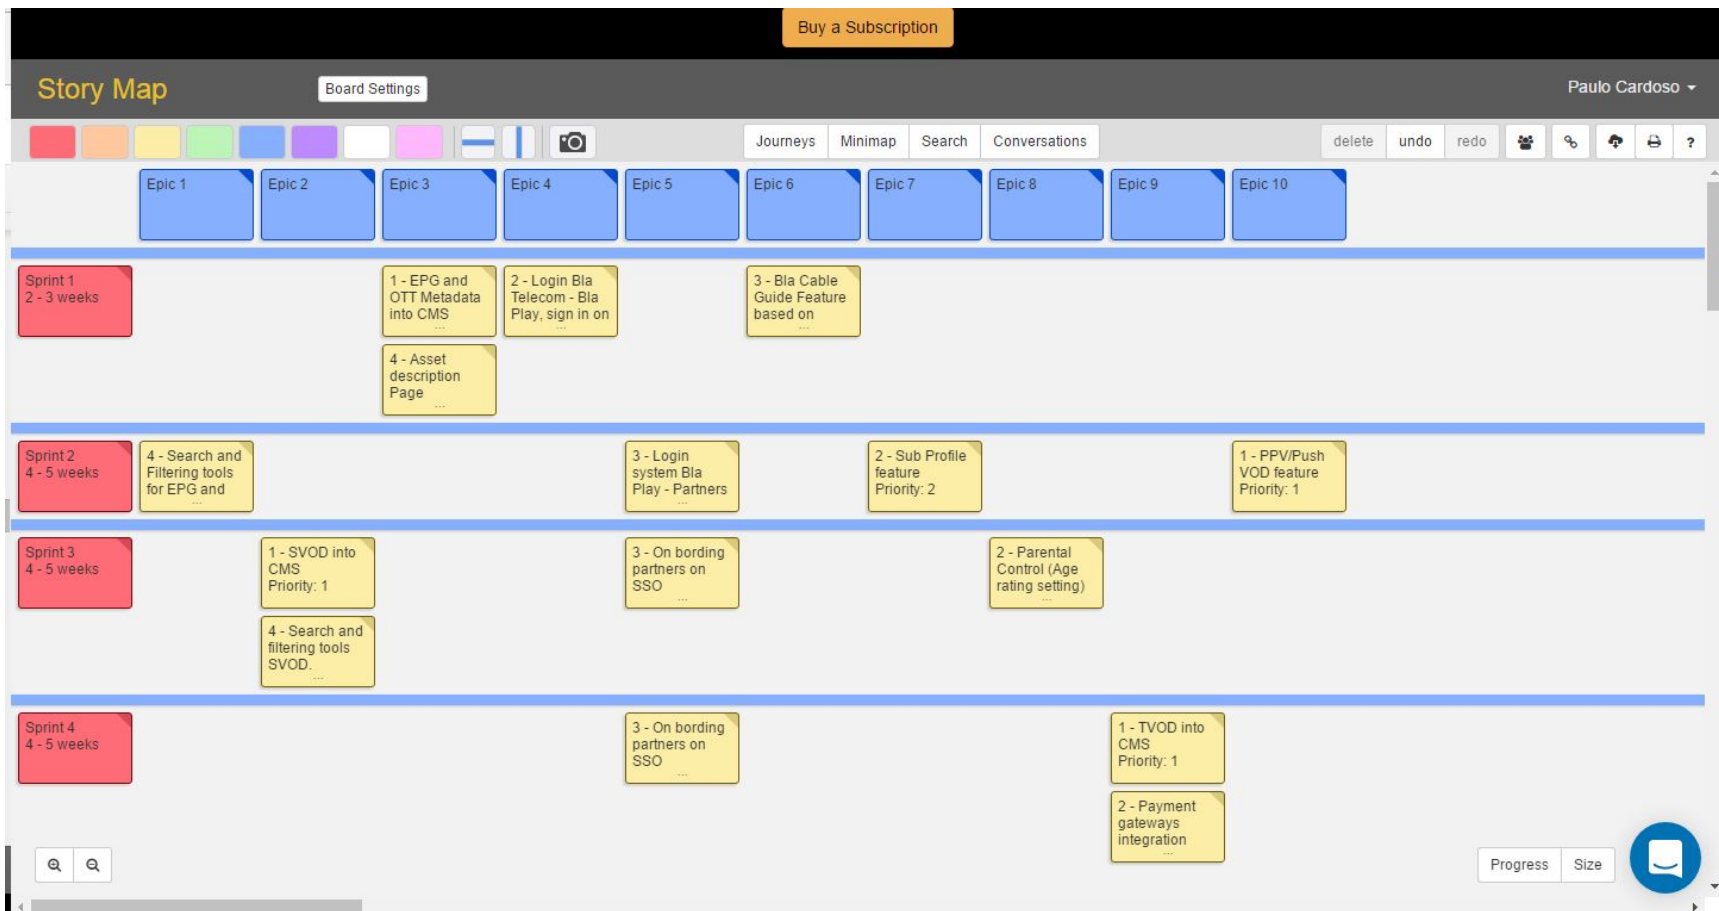 Buy a Subscription
Story Map
Board Settings
Paulo Cardoso
Journeys
Minimap
Search
Conversations
delete
undo
redo
?
Epic 1
Epic 2
Epic 3
Epic 4
Epic 5
Epic 6
Epic 7
Epic 8
Epic 9
Epic 10
Sprint 1
2 - 3 weeks
1 - EPG and
OTT Metadata
into CMS
...
2 - Login Bla
Telecom - Bla
Play, sign in on
...
3 - Bla Cable
Guide Feature
based on
...
4 - Asset
description
Page
...
Sprint 2
4 - 5 weeks
4 - Search and
Filtering tools
for EPG and
...
3 - Login
system Bla
Play - Partners
...
2 - Sub Profile
feature
Priority: 2
1 - PPV/Push
VOD feature
Priority: 1
Sprint 3
4 - 5 weeks
1 - SVOD into
CMS
Priority: 1
3 - On bording
partners on
SSO
...
2 - Parental
Control (Age
rating setting)
...
4 - Search and
filtering tools
SVOD.
...
Sprint 4
4 - 5 weeks
3 - On bording
partners on
SSO
...
1 - TVOD into
CMS
Priority: 1
2 - Payment
gateways
integration
...
Progress
Size